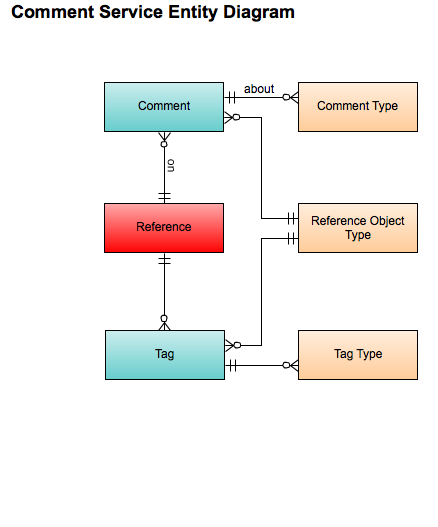 Comment Service Entity Diagram
about
Comment
Comment Type
on
Reference
Reference Object
Type
Tag
Tag Type